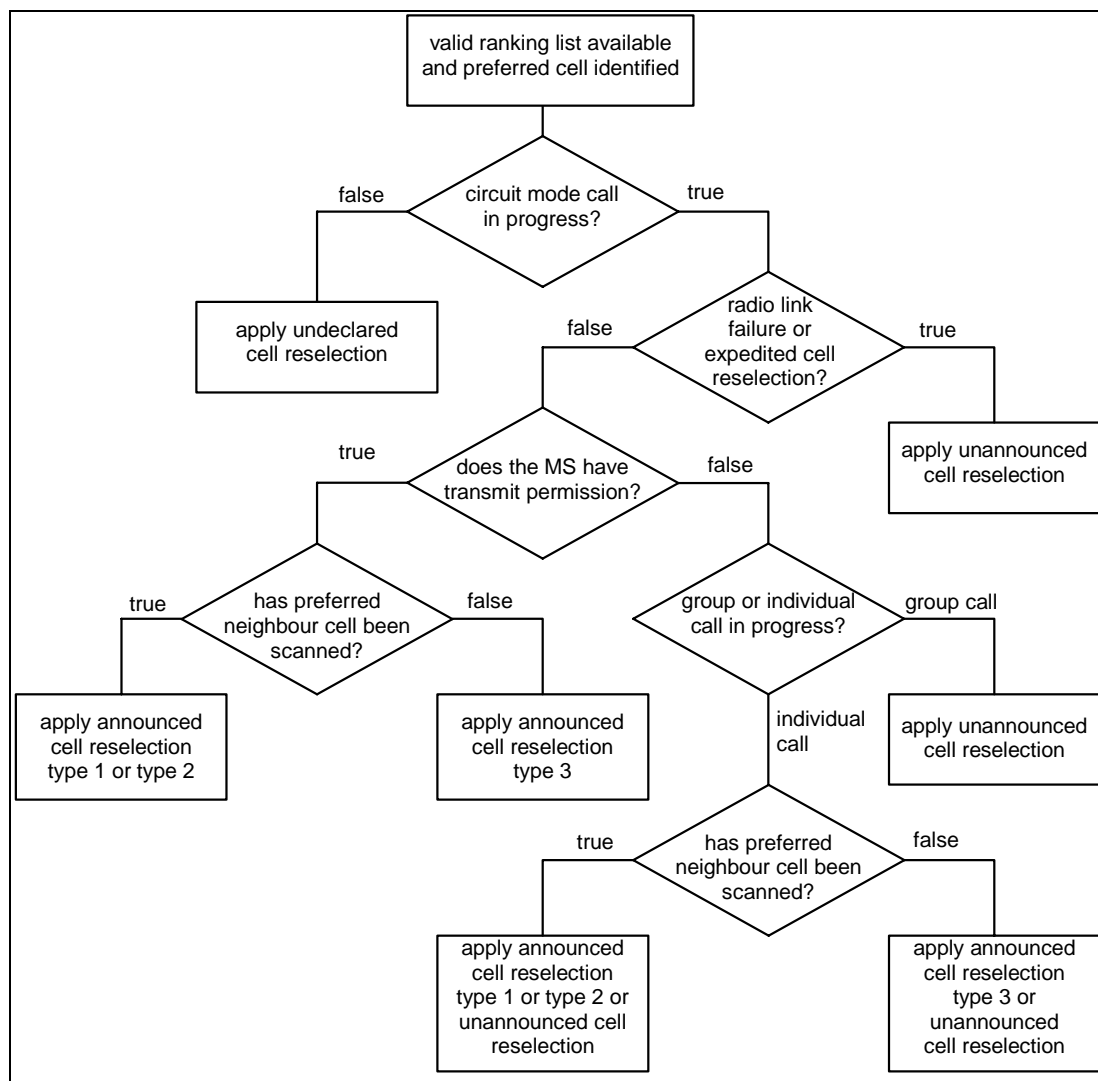 valid ranking list available
and preferred cell identified
false
circuit mode call
in progress?
true
apply undeclared
cell reselection
false
radio link
failure or
expedited cell
reselection?
true
apply unannounced
cell reselection
true
does the MS have
transmit permission?
false
true
has preferred
neighbour cell been
scanned?
false
group or individual
call in progress?
group call
apply announced
cell reselection
type 1 or type 2
apply announced
cell reselection
type 3
individual
call
apply unannounced
cell reselection
true
has preferred
neighbour cell been
scanned?
false
apply announced
cell reselection
type 1 or type 2 or
unannounced cell
reselection
apply announced
cell reselection
type 3 or
unannounced
cell reselection